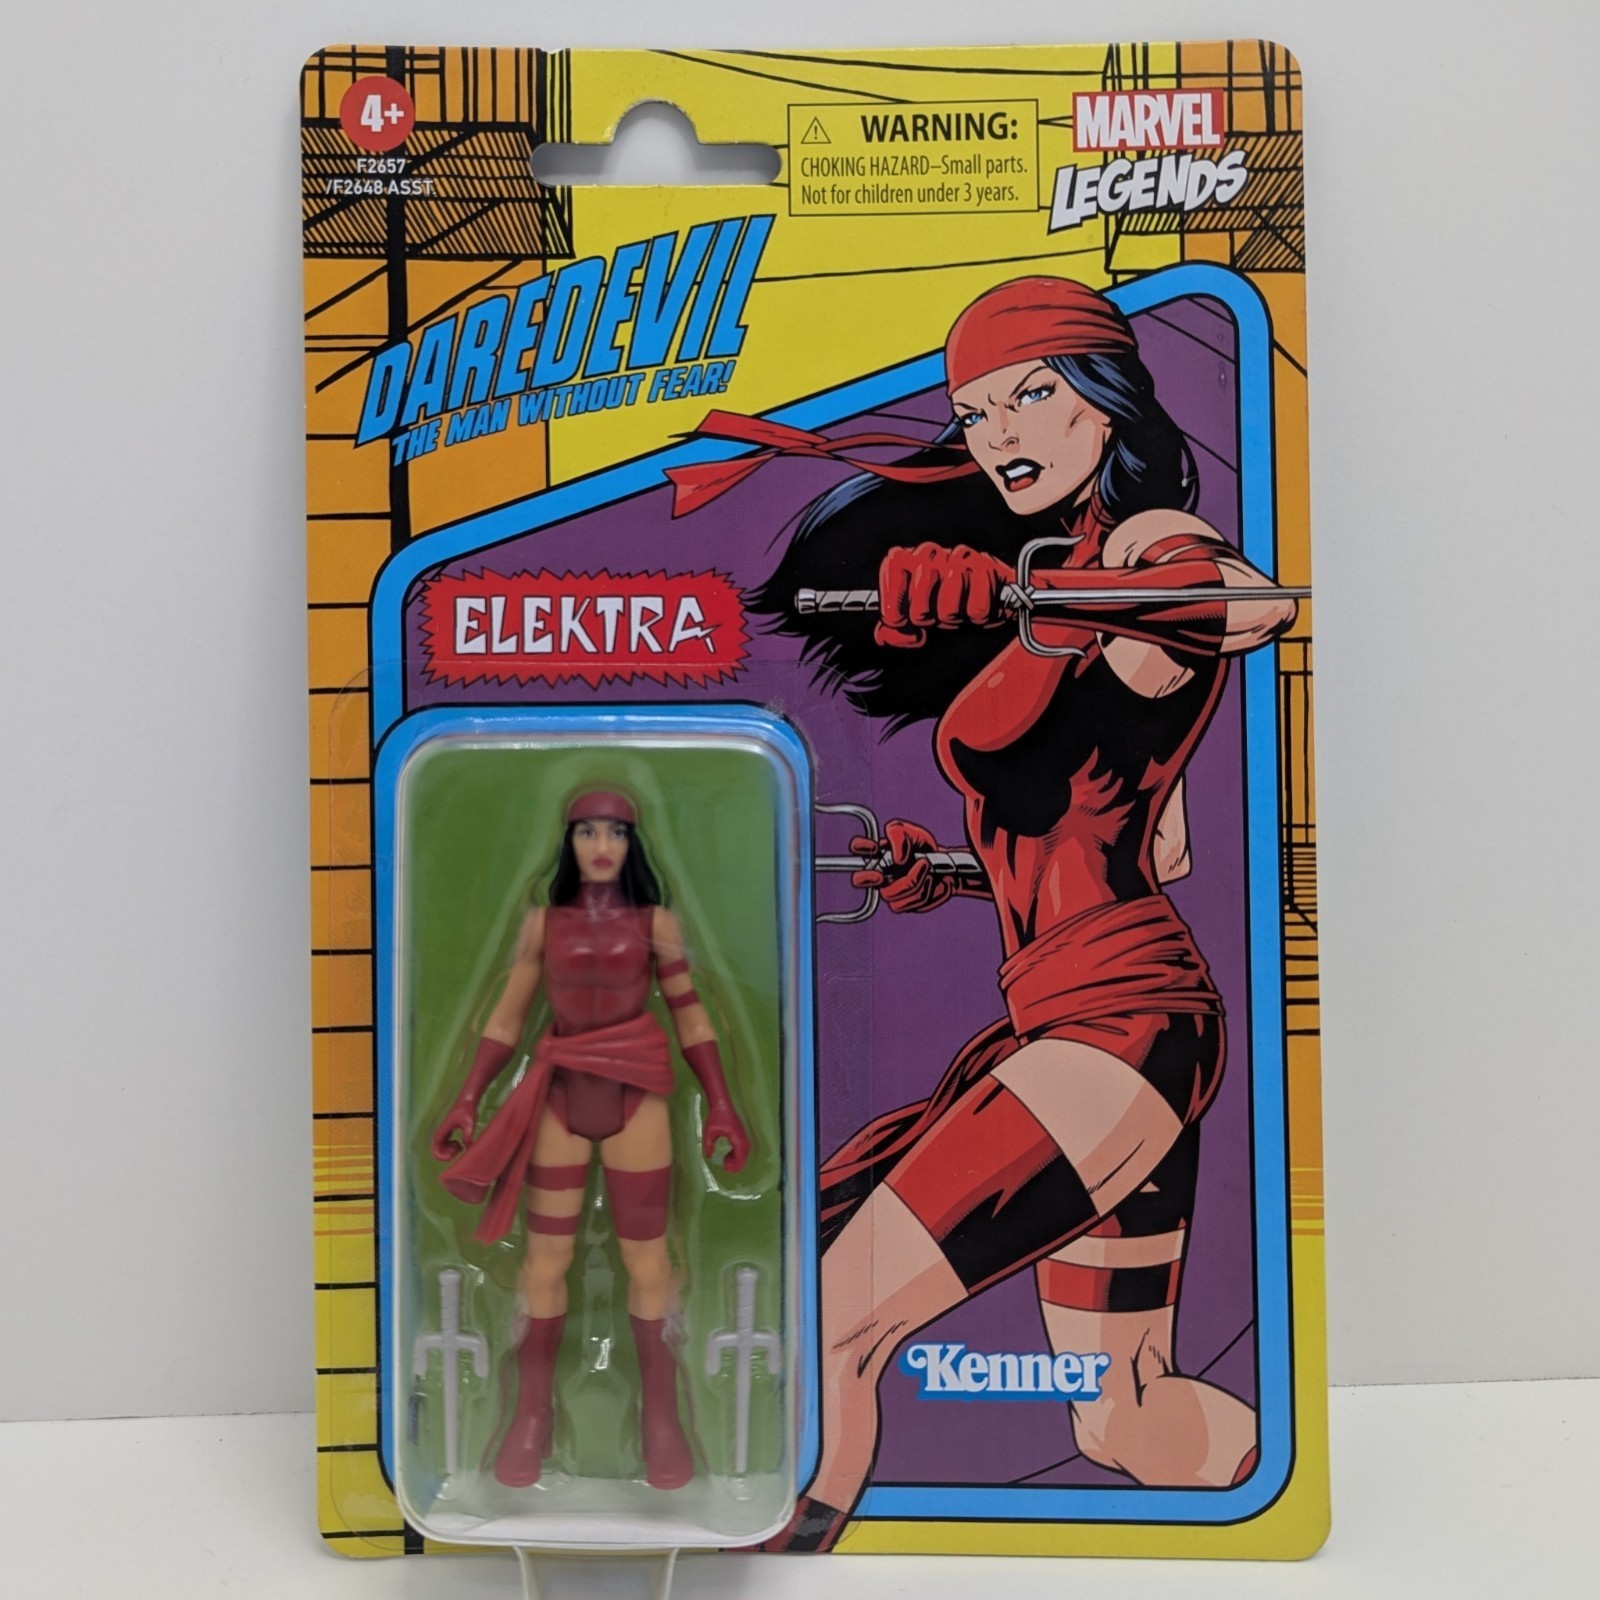 4+
F2657
/F2648 ASST.
⚠ WARNING:
CHOKING HAZARD–Small parts.
Not for children under 3 years.
MARVEL
LEGENDS
DAREDEVIL
THE MAN WITHOUT FEAR!
ELEKTRA
Kenner